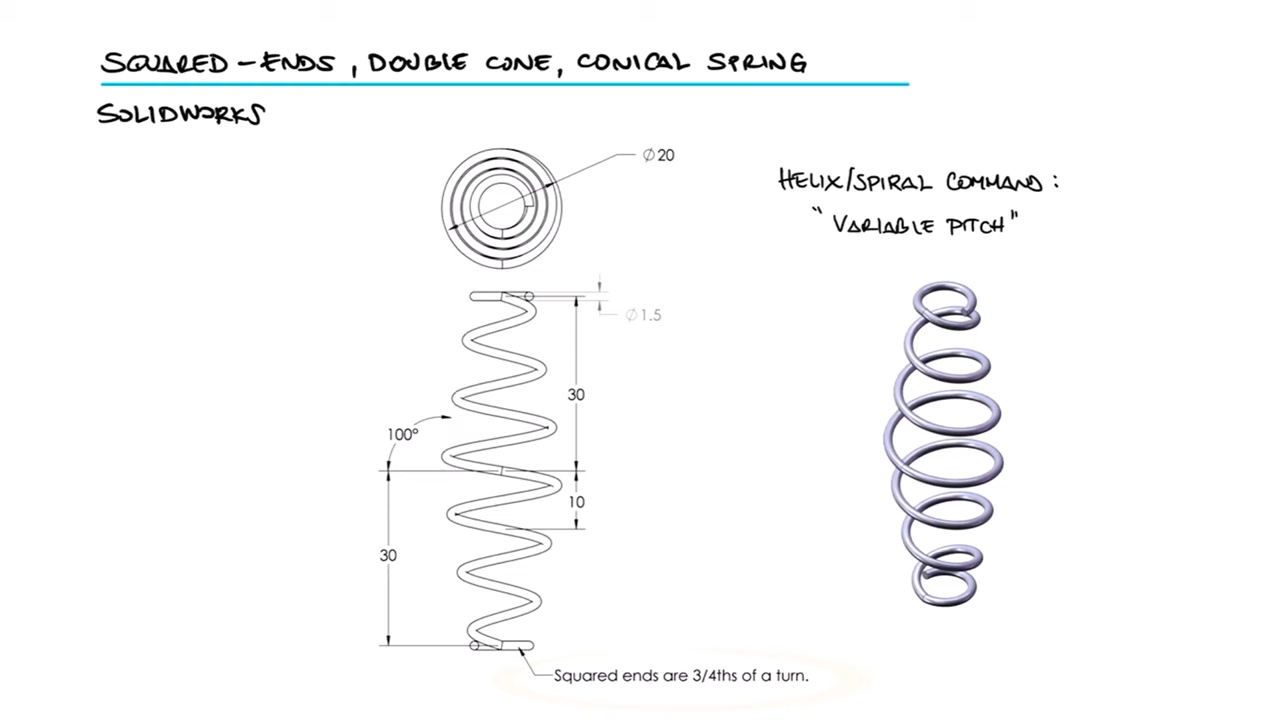 SQUARED-ENDS, DOUBLE CONE, CONICAL SPRING
SOLIDWORKS
Ø20
HELIX/SPIRAL COMMAND:
"VARIABLE PITCH"
Ø1.5
30
100°
10
30
Squared ends are 3/4ths of a turn.